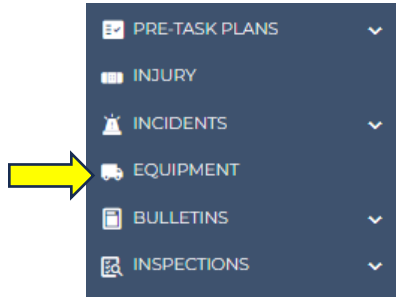 PRE-TASK PLANS
INJURY
INCIDENTS
EQUIPMENT
BULLETINS
INSPECTIONS